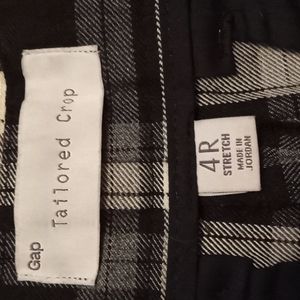 Gap
Tailored Crop
4R
STRETCH
MADE IN
JORDAN